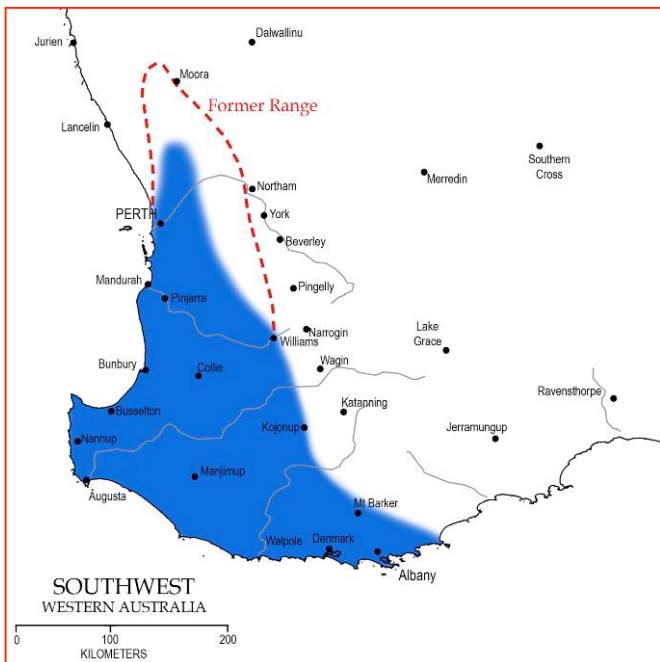 Dalwallinu
Jurien
Moora
Former Range
Lancelin
Southern
Cross
Merredin
Northam
York
PERTH
Beverley
Mandurah
Pingelly
Pinjarra
Narrogin
Williams
Lake
Grace
Bunbury
Collie
Wagin
Ravensthorpe
Busselton
Katanning
Kojonup
Jerramungup
Nannup
Manjimup
Augusta
Mt Barker
Walpole
Denmark
Albany
SOUTHWEST
WESTERN AUSTRALIA
0 100 200
KILOMETERS